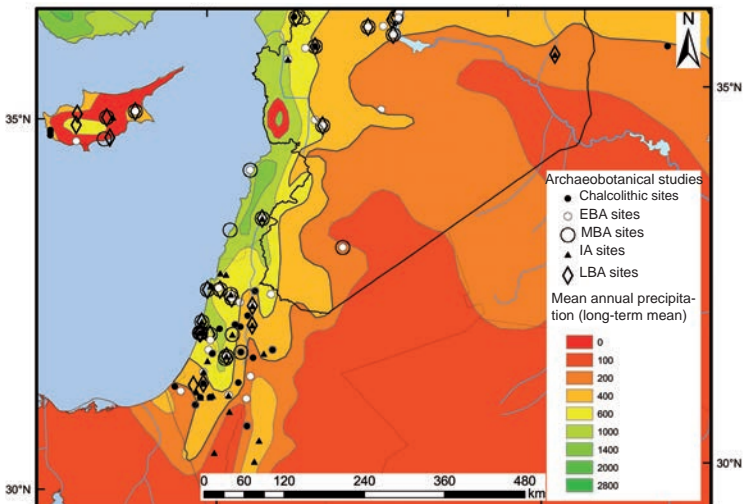 N
35°N
35°N
Archaeobotanical studies
Chalcolithic sites
EBA sites
MBA sites
IA sites
LBA sites
Mean annual precipita-
tion (long-term mean)
0
100
200
400
600
1000
1400
2000
2800
30°N
30°N
0 60 120 240 360 480
km